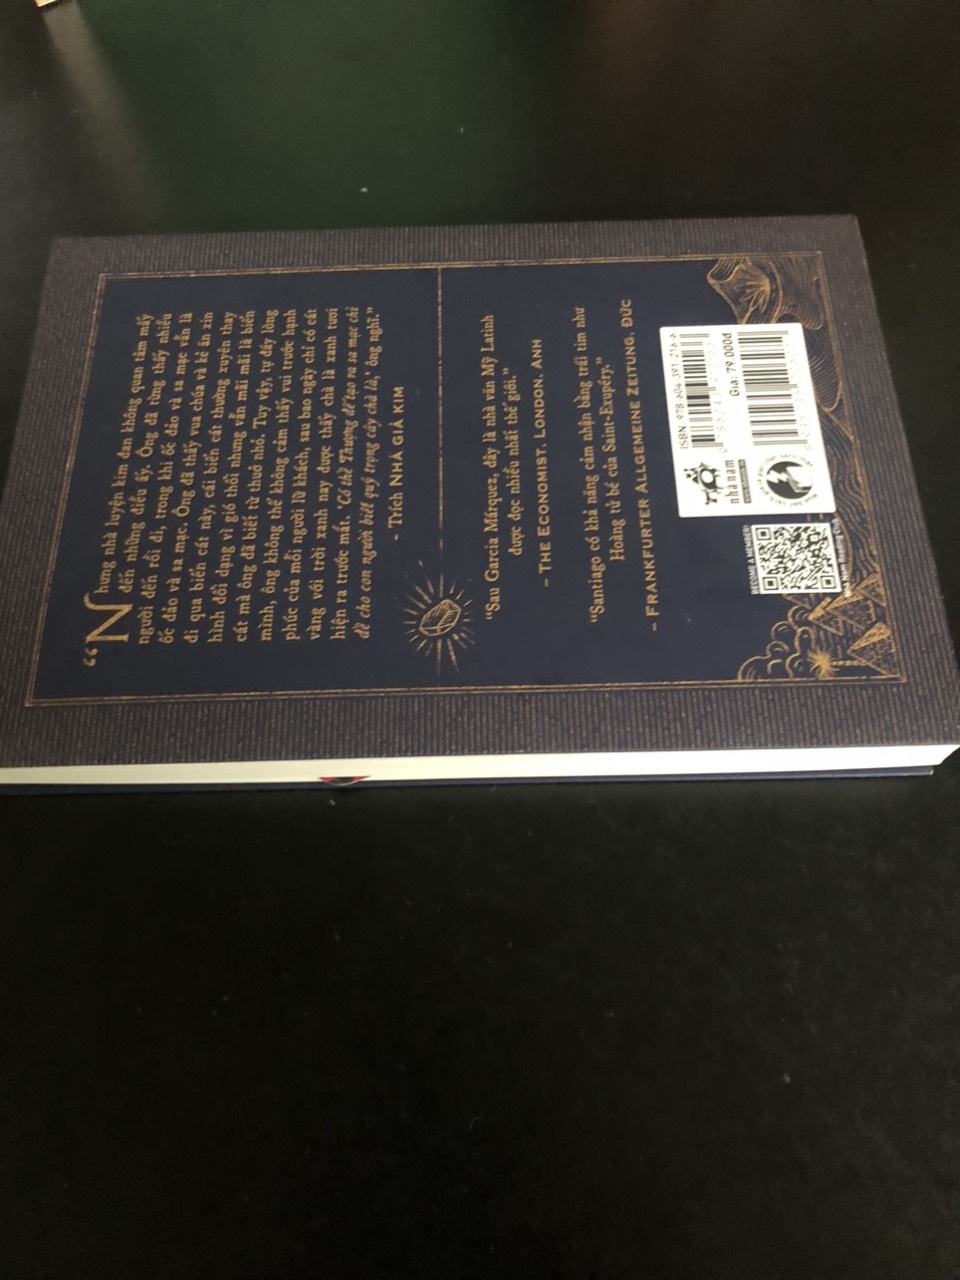 “Nhưng nhà luyện kim đan không quan tâm mấy
đến những điều ấy. Ông đã từng thấy nhiều
người đến rồi đi, trong khi ốc đảo và sa mạc vẫn là
ốc đảo và sa mạc. Ông đã thấy vua chúa và kẻ ăn xin
đi qua biển cát này, cái biển cát thường xuyên thay
hình đổi dạng vì gió thổi nhưng vẫn mãi mãi là biển
cát mà ông đã biết từ thuở nhỏ. Tuy vậy, tự đáy lòng
mình, ông không thể không cảm thấy vui trước hạnh
phúc của mỗi người lữ khách, sau bao ngày chỉ có cát
vàng với trời xanh nay được thấy chà là xanh tươi
hiện ra trước mắt. ‘Có thể Thượng đế tạo ra sa mạc chỉ
để cho con người biết quý trọng cây chà là,’ ông nghĩ.”
- Trích NHÀ GIẢ KIM
“Sau Garcia Márquez, đây là nhà văn Mỹ Latinh
được đọc nhiều nhất thế giới.”
- THE ECONOMIST, LONDON, ANH
“Santiago có khả năng cảm nhận bằng trái tim như
Hoàng tử bé của Saint-Exupéry.”
- FRANKFURTER ALLGEMEINE ZEITUNG, ĐỨC
nhã nam
ISBN: 978-604-391-216-6
Giá: 79.000đ
BECOME A MEMBER!